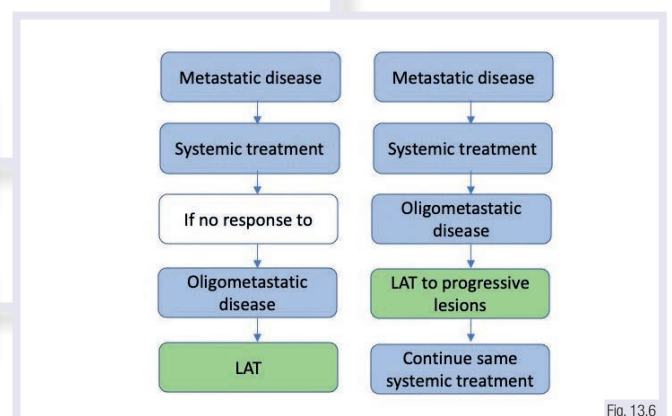 Metastatic disease
Systemic treatment
If no response to
Oligometastatic
disease
LAT
Metastatic disease
Systemic treatment
Oligometastatic
disease
LAT to progressive
lesions
Continue same
systemic treatment
Fig. 13.6